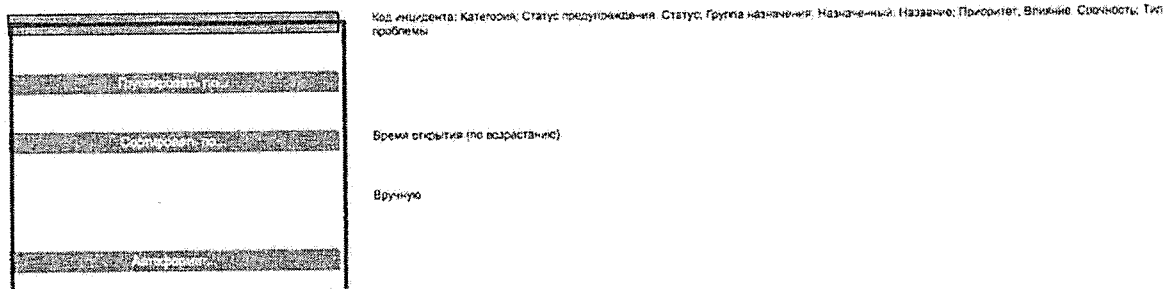 Код инцидента; Категория; Статус предупреждения; Статус; Группа назначения; Назначенный; Название; Приоритет; Влияние; Срочность; Тип
проблемы
Группировать по...
Сортировать по...
Время открытия (по возрастанию)
Вручную
Автоформат...